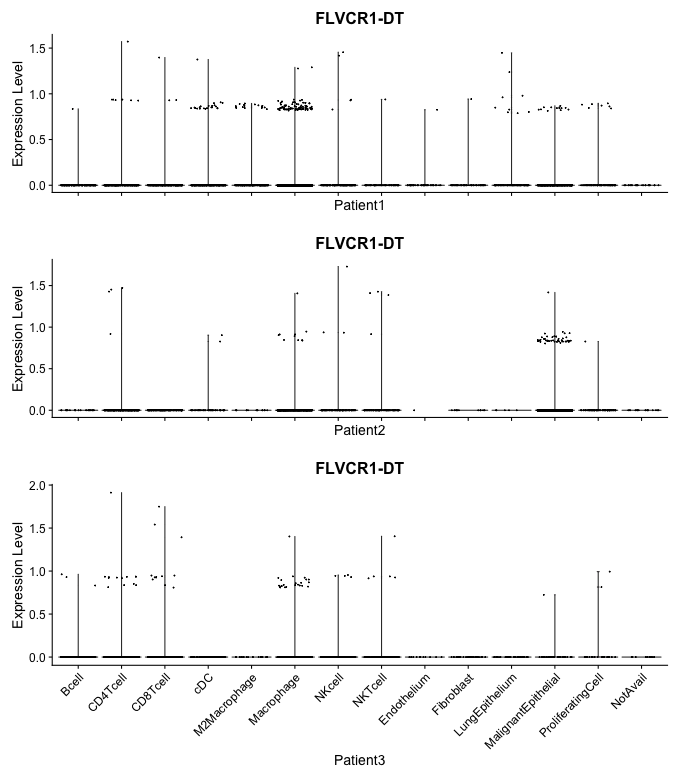 FLVCR1-DT
1.5
1.0
0.5
0.0
Expression Level
Patient1
FLVCR1-DT
1.5
1.0
0.5
0.0
Expression Level
Patient2
FLVCR1-DT
2.0
1.5
1.0
0.5
0.0
Expression Level
Bcell
CD4Tcell
CD8Tcell
cDC
M2Macrophage
Macrophage
NKcell
NKTcell
Endothelium
Fibroblast
LungEpithelium
MalignantEpithelial
ProliferatingCell
NotAvail
Patient3